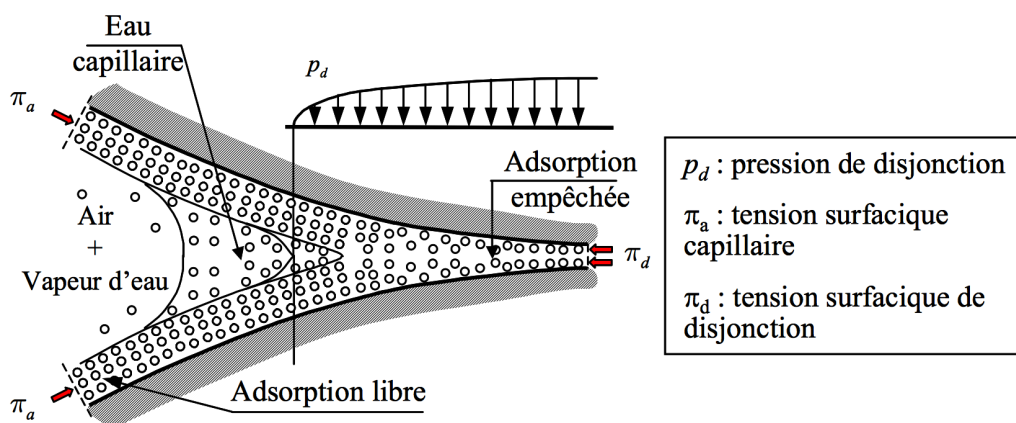 Eau
capillaire
p_d
π_a
Adsorption
empêchée
Air
+
Vapeur d'eau
π_d
Adsorption libre
π_a
p_d : pression de disjonction
π_a : tension surfacique
capillaire
π_d : tension surfacique de
disjonction